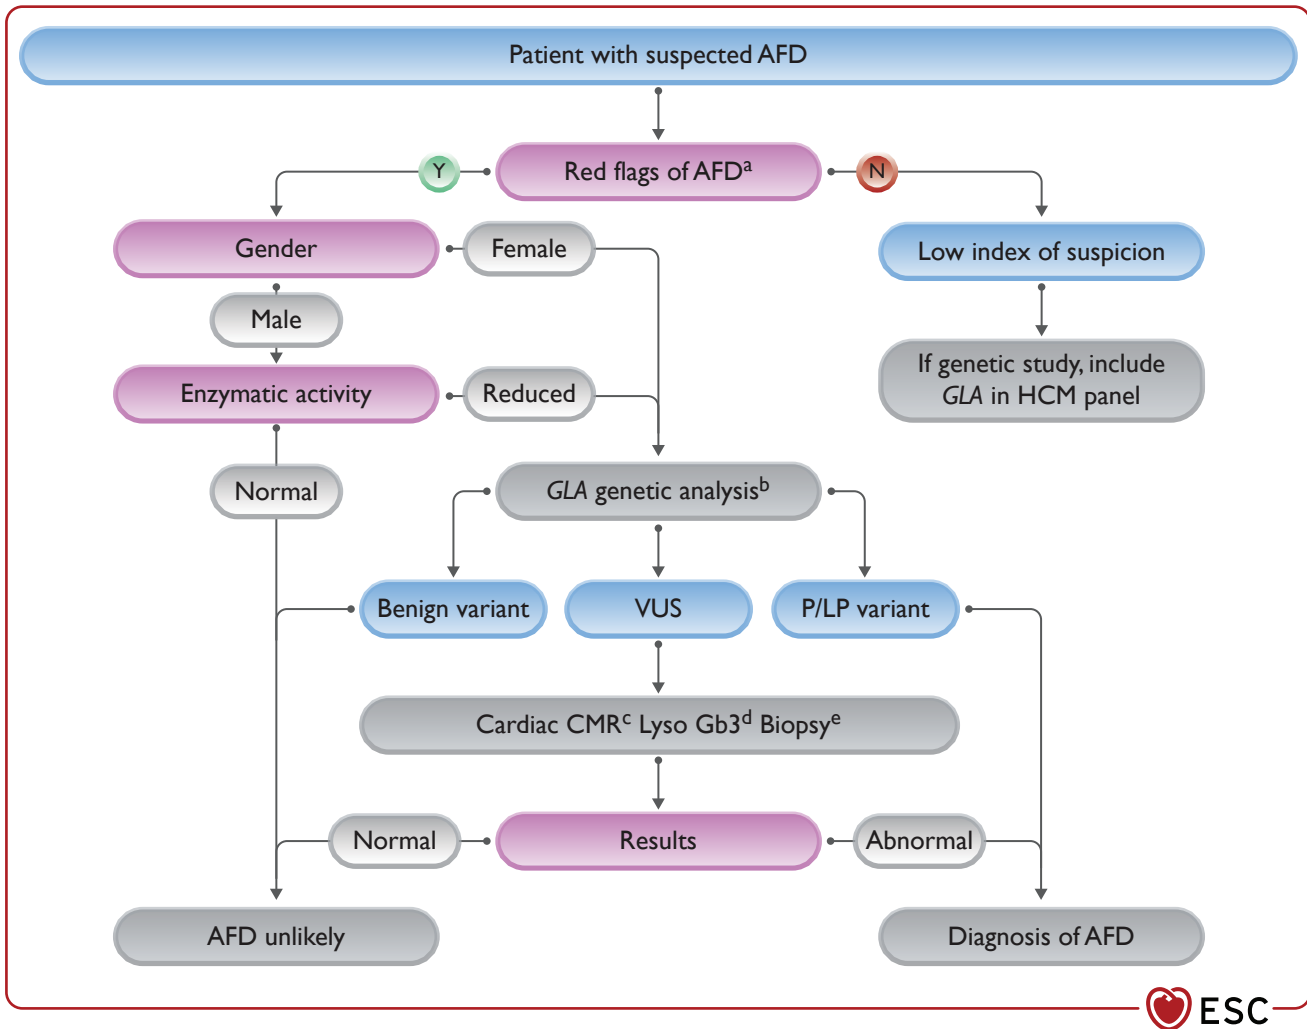 Patient with suspected AFD
Y
Red flags of AFDᵃ
N
Gender
Female
Low index of suspicion
Male
If genetic study, include
GLA in HCM panel
Enzymatic activity
Reduced
Normal
GLA genetic analysisᵇ
Benign variant
VUS
P/LP variant
Cardiac CMRᶜ Lyso Gb3ᵈ Biopsyᵉ
Normal
Results
Abnormal
AFD unlikely
Diagnosis of AFD
ESC